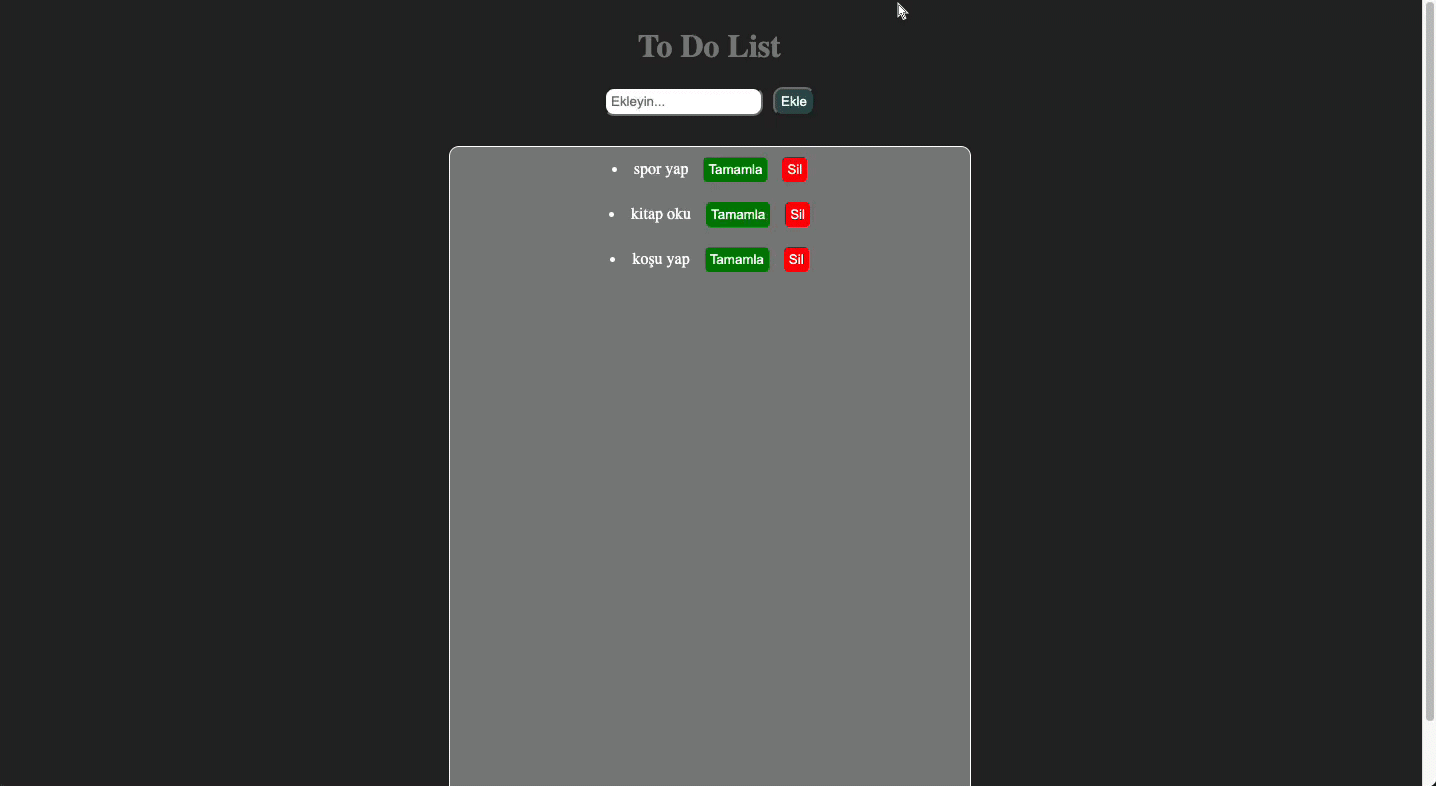 To Do List
Ekleyin... Ekle
spor yap Tamamla Sil
kitap oku Tamamla Sil
koşu yap Tamamla Sil